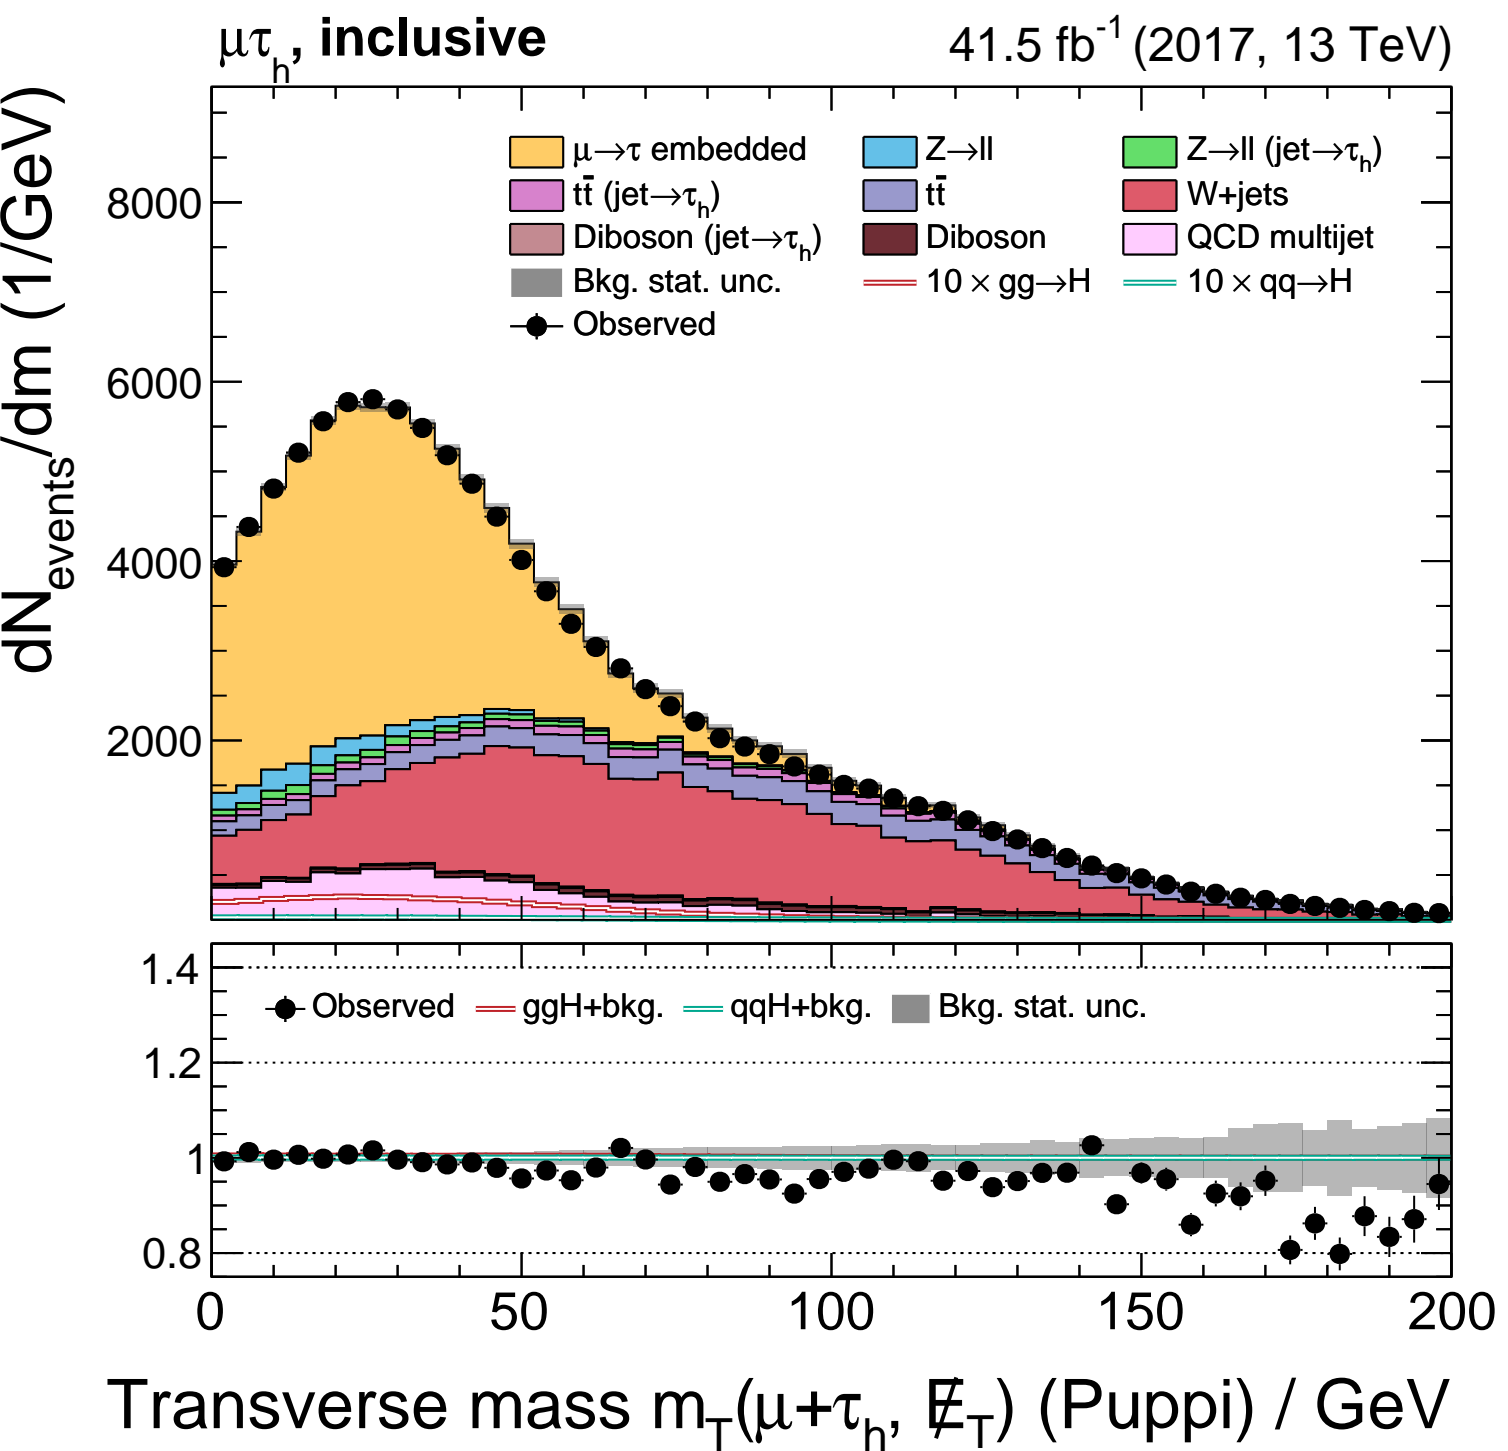 μτh, inclusive
41.5 fb-1 (2017, 13 TeV)
dNevents/dm (1/GeV)
μ→τ embedded
Z→ll
Z→ll (jet→τh)
tt̄ (jet→τh)
tt̄
W+jets
Diboson (jet→τh)
Diboson
QCD multijet
Bkg. stat. unc.
10 × gg→H
10 × qq→H
Observed
8000
6000
4000
2000
1.4
Observed
ggH+bkg.
qqH+bkg.
Bkg. stat. unc.
1.2
1
0.8
0
50
100
150
200
Transverse mass mT(μ+τh, E̸T) (Puppi) / GeV